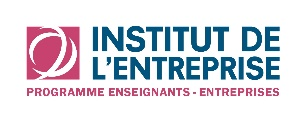 INSTITUT DE
L'ENTREPRISE
PROGRAMME ENSEIGNANTS - ENTREPRISES